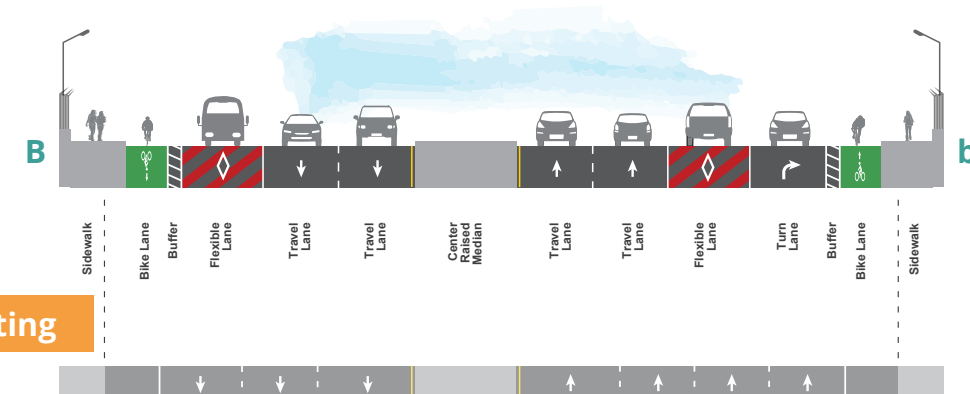 B
b
Sidewalk
Bike Lane
Buffer
Flexible
Lane
Travel
Lane
Travel
Lane
Center
Raised
Median
Travel
Lane
Travel
Lane
Flexible
Lane
Turn
Lane
Buffer
Bike Lane
Sidewalk
ting